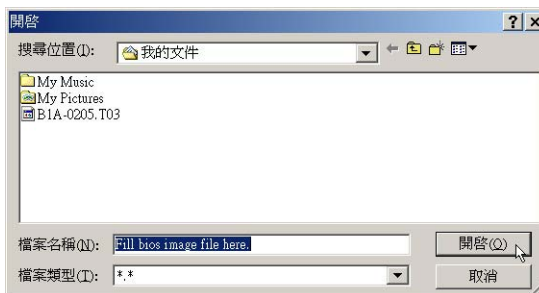 開啓
搜尋位置(I): 我的文件
My Music
My Pictures
B1A-0205.T03
檔案名稱(N): Fill bios image file here. 開啓(O)
檔案類型(T): *.* 取消